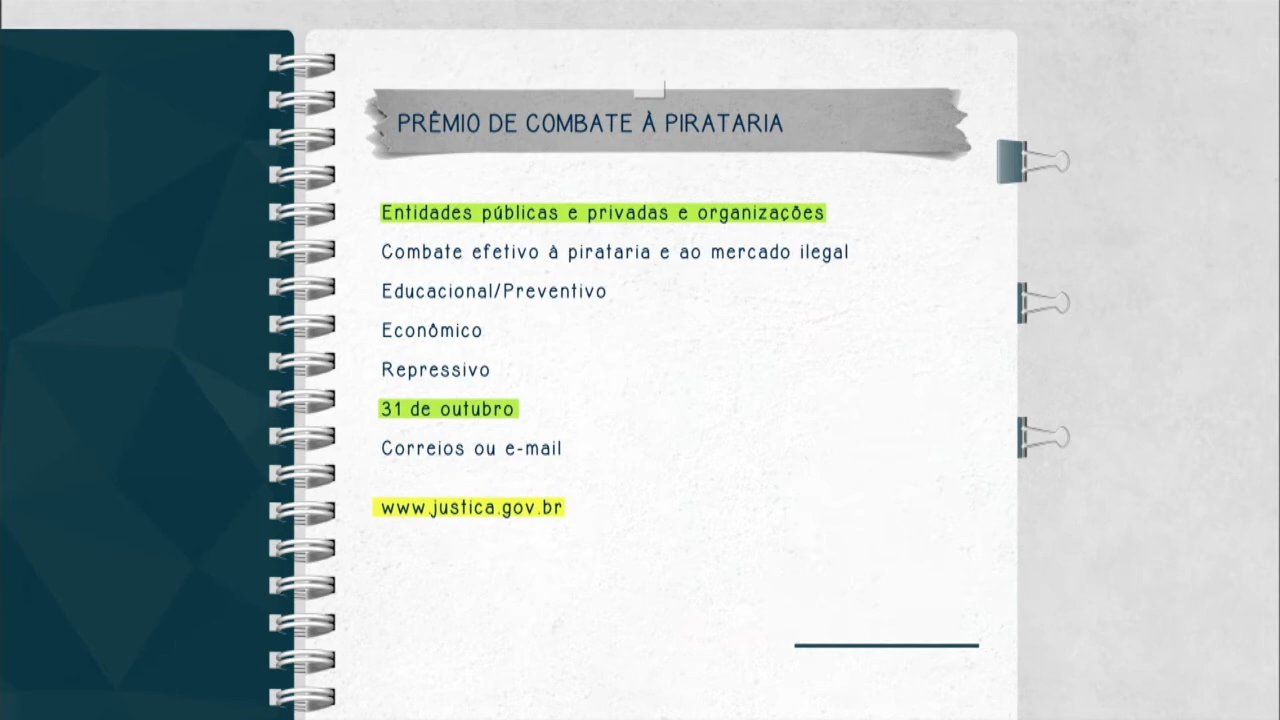 PRÊMIO DE COMBATE À PIRATARIA
Entidades públicas e privadas e organizações
Combate efetivo à pirataria e ao mercado ilegal
Educacional/Preventivo
Econômico
Repressivo
31 de outubro
Correios ou e-mail
www.justica.gov.br